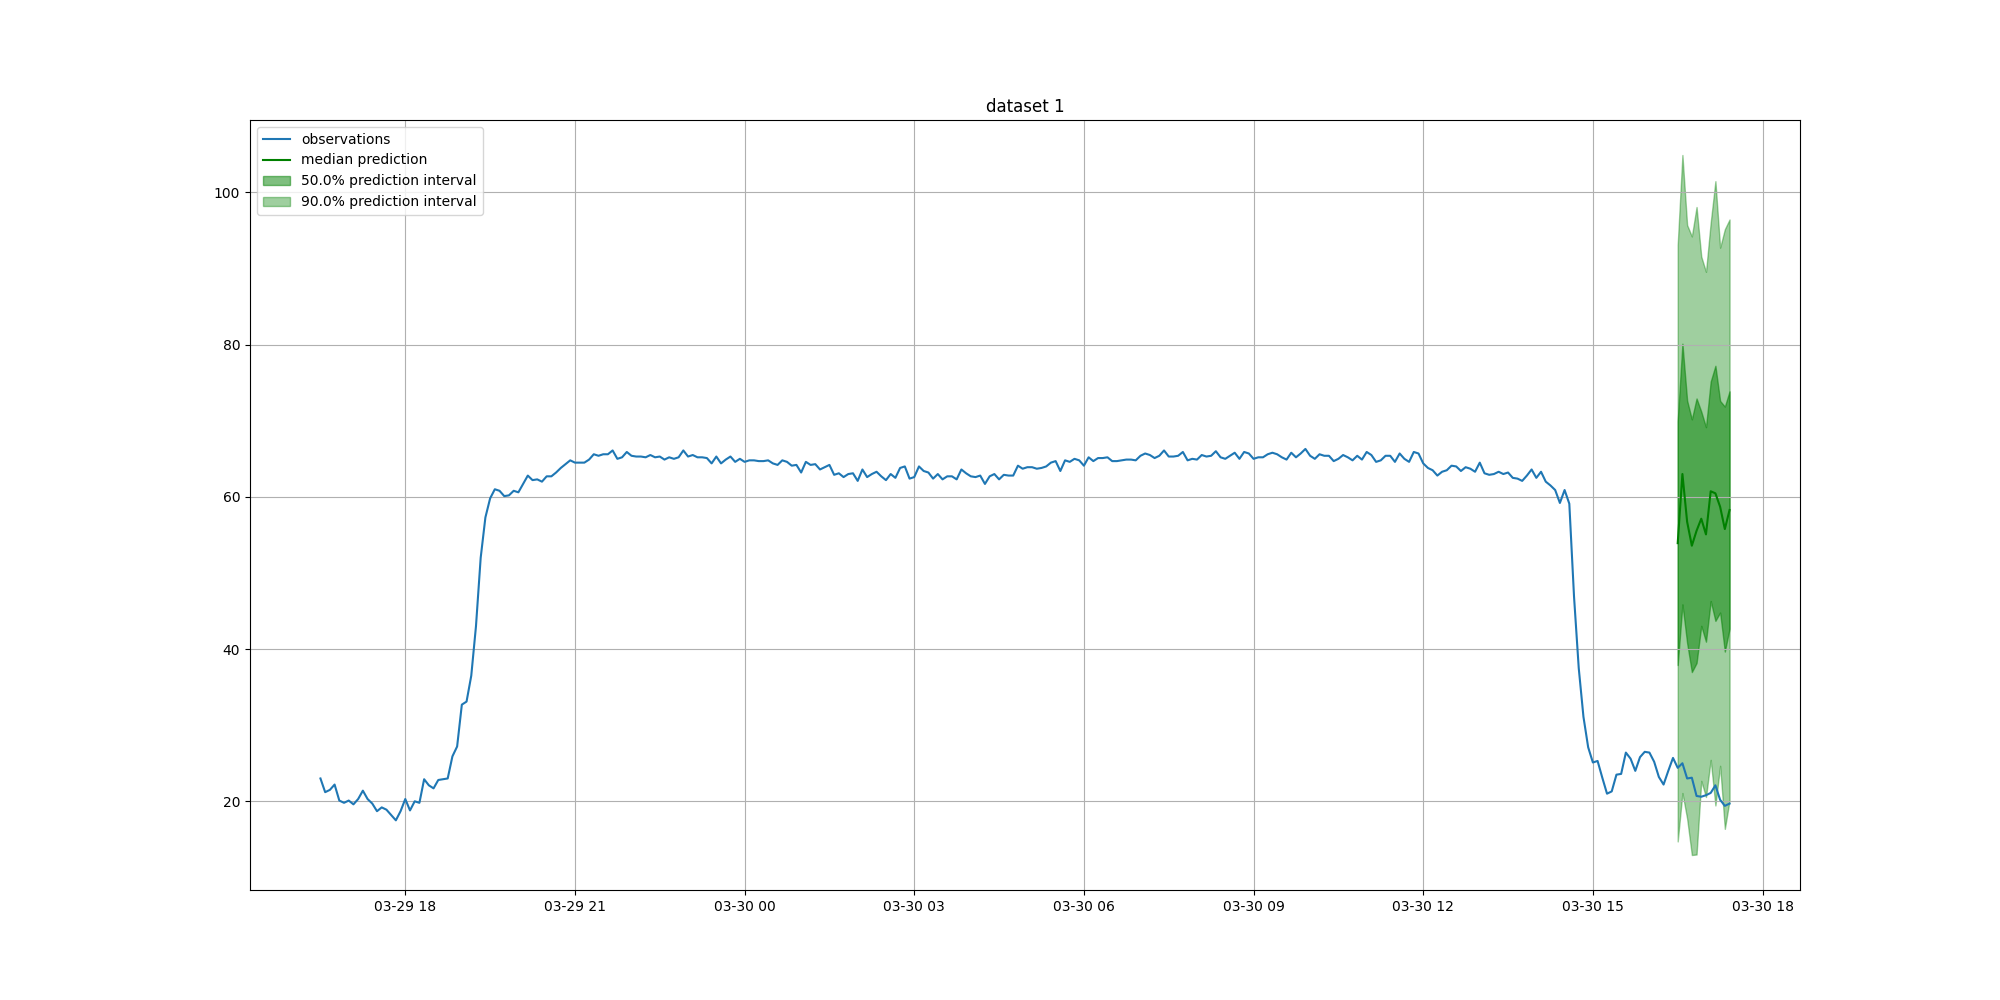 dataset 1
observations
median prediction
50.0% prediction interval
90.0% prediction interval
100
80
60
40
20
03-29 18
03-29 21
03-30 00
03-30 03
03-30 06
03-30 09
03-30 12
03-30 15
03-30 18